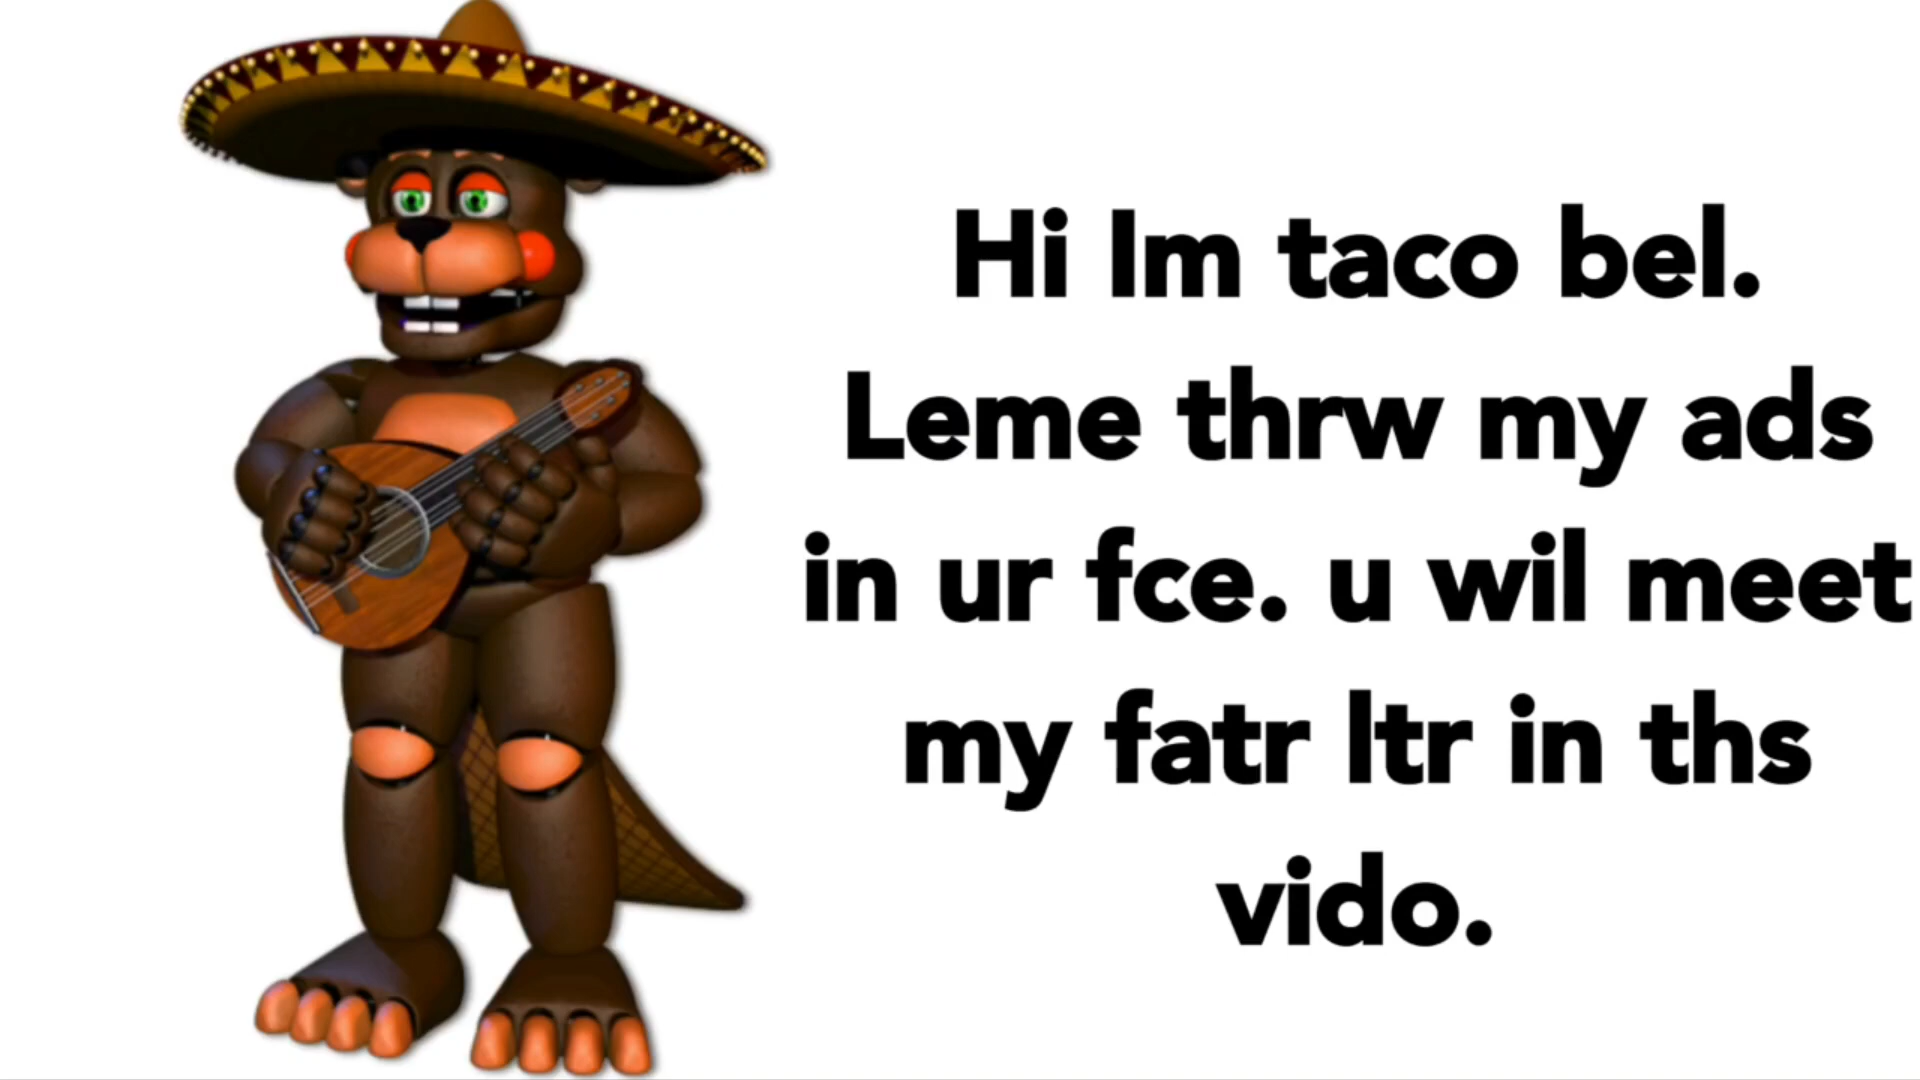 Hi Im taco bel.
Leme thrw my ads
in ur fce. u wil meet
my fatr ltr in ths
vido.